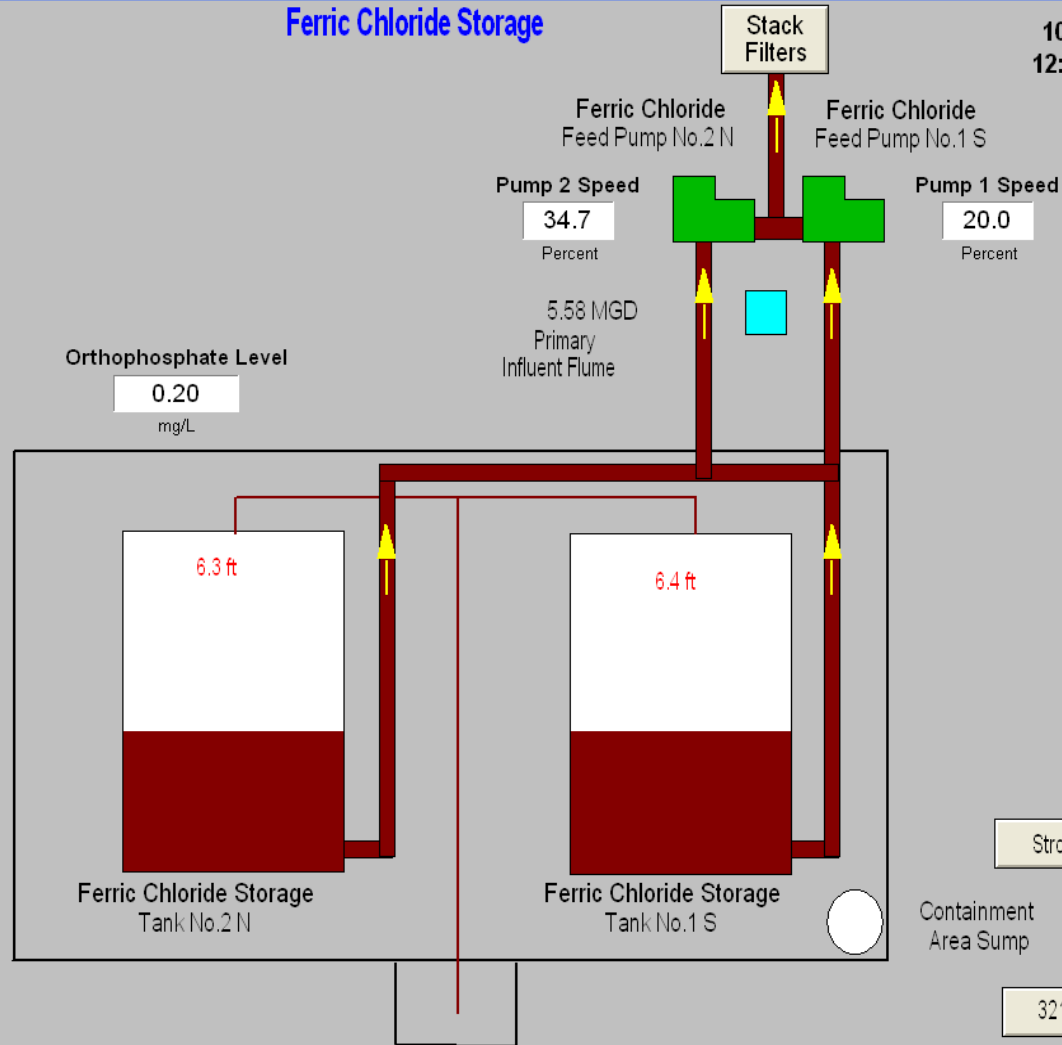 Ferric Chloride Storage
Stack
Filters
10
12:
Ferric Chloride
Feed Pump No.2 N
Ferric Chloride
Feed Pump No.1 S
Pump 2 Speed
34.7
Percent
Pump 1 Speed
20.0
Percent
5.58 MGD
Primary
Influent Flume
Orthophosphate Level
0.20
mg/L
6.3 ft
6.4 ft
Ferric Chloride Storage
Tank No.2 N
Ferric Chloride Storage
Tank No.1 S
Containment
Area Sump